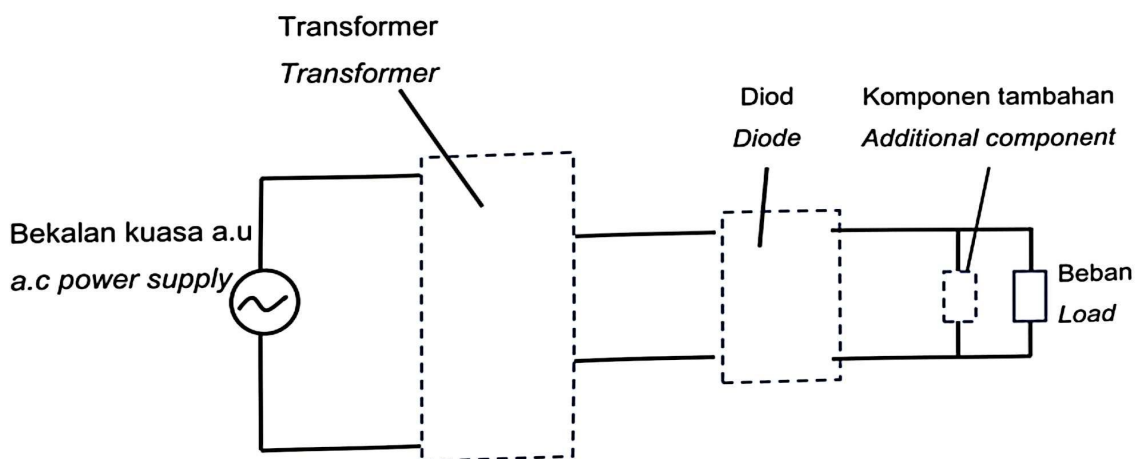 Transformer
Transformer
Diod
Diode
Komponen tambahan
Additional component
Bekalan kuasa a.u
a.c power supply
Beban
Load